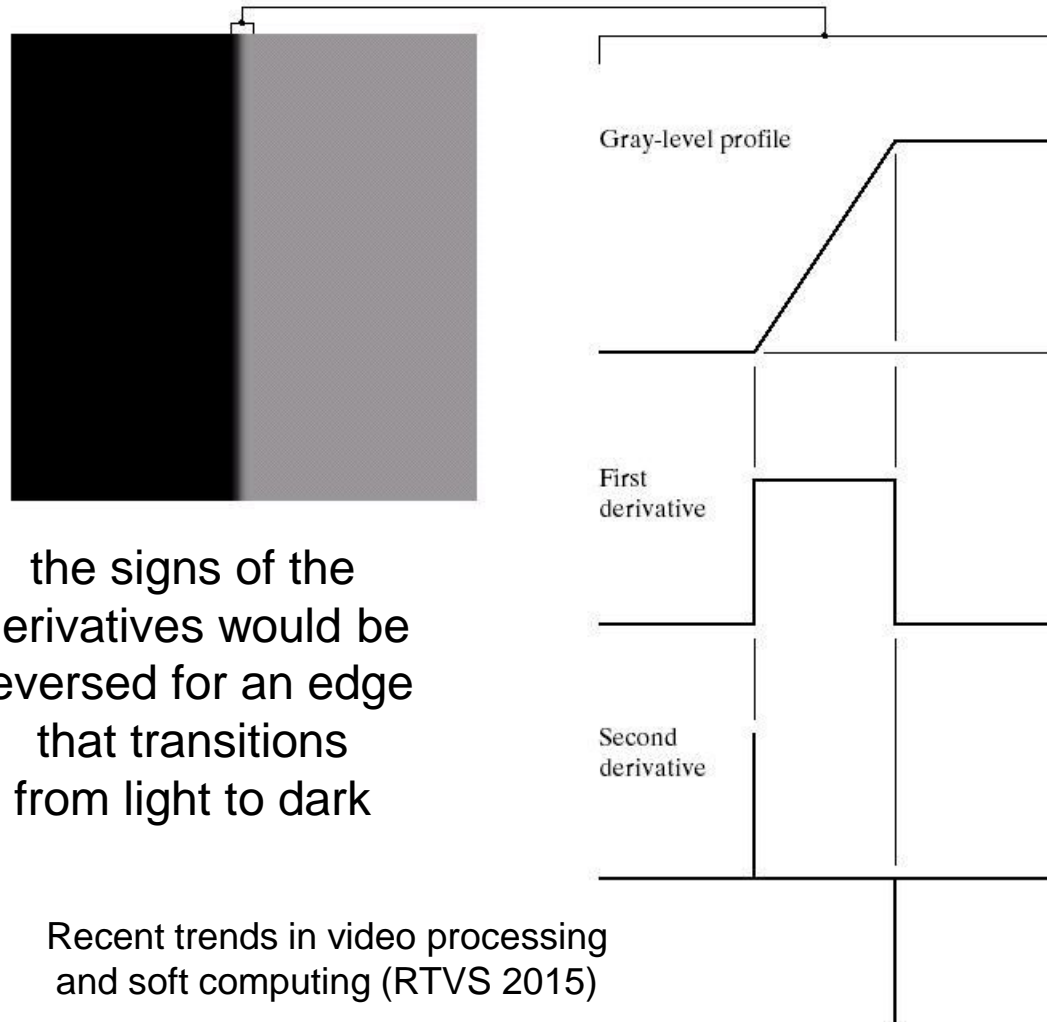 Gray-level profile
First
derivative
the signs of the
erivatives would be
eversed for an edge
that transitions
from light to dark
Second
derivative
Recent trends in video processing
and soft computing (RTVS 2015)